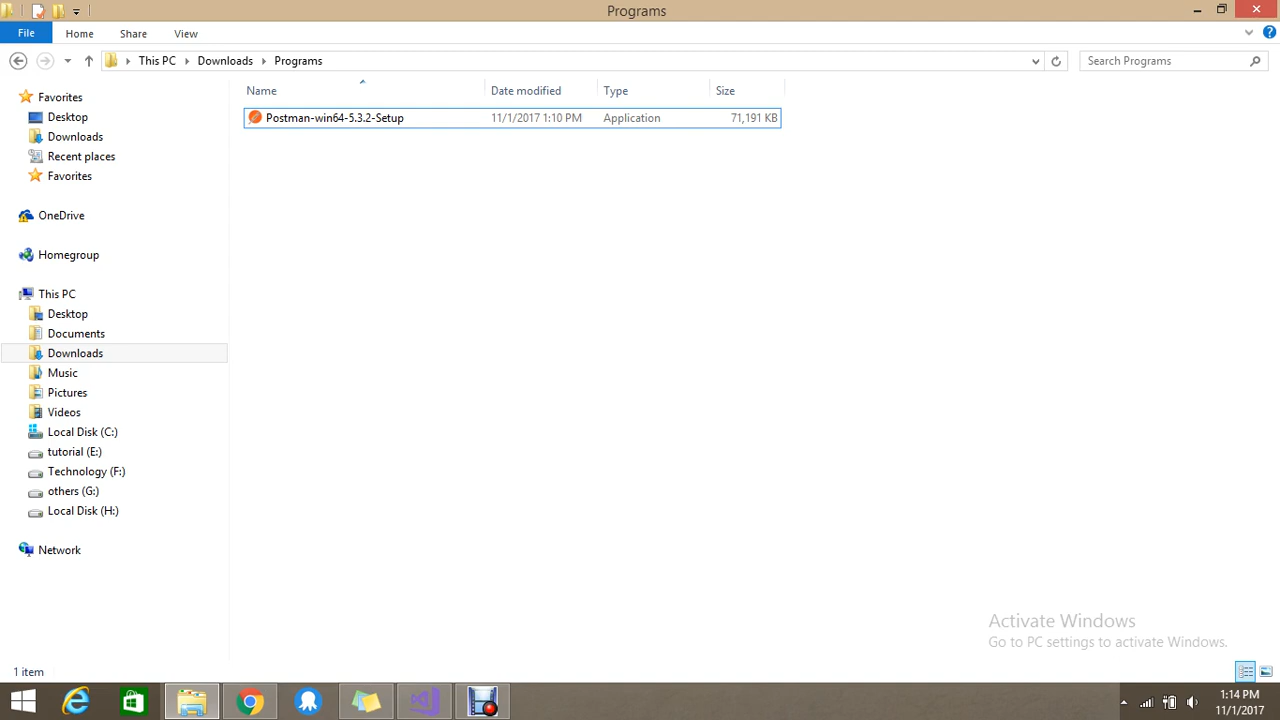 Programs
File Home Share View
This PC Downloads Programs Search Programs
Name Date modified Type Size
Postman-win64-5.3.2-Setup 11/1/2017 1:10 PM Application 71,191 KB
Favorites
Desktop
Downloads
Recent places
Favorites
OneDrive
Homegroup
This PC
Desktop
Documents
Downloads
Music
Pictures
Videos
Local Disk (C:)
tutorial (E:)
Technology (F:)
others (G:)
Local Disk (H:)
Network
Activate Windows
Go to PC settings to activate Windows.
1 item
1:14 PM
11/1/2017